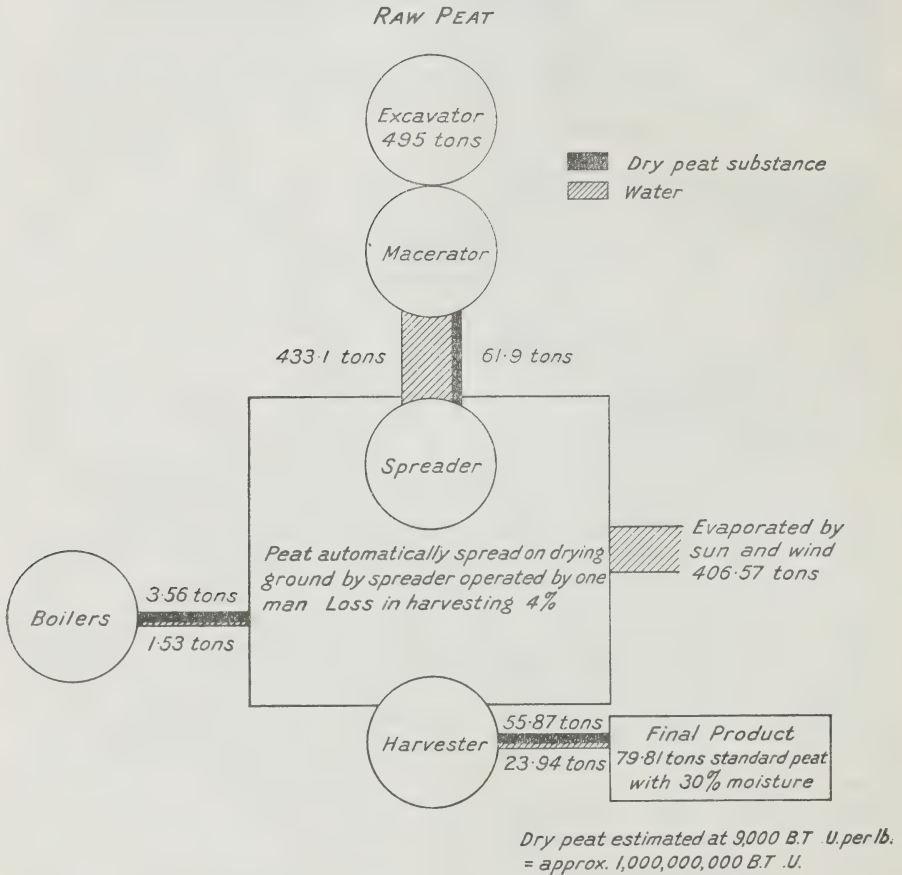 RAW PEAT
Excavator
495 tons
Dry peat substance
Water
Macerator
433·1 tons
61·9 tons
Spreader
Evaporated by
sun and wind
406·57 tons
Peat automatically spread on drying
ground by spreader operated by one
man Loss in harvesting 4%
3·56 tons
Boilers
1·53 tons
Harvester
55·87 tons
23·94 tons
Final Product
79·81 tons standard peat
with 30% moisture
Dry peat estimated at 9,000 B.T .U. per lb.
= approx. 1,000,000,000 B.T .U.